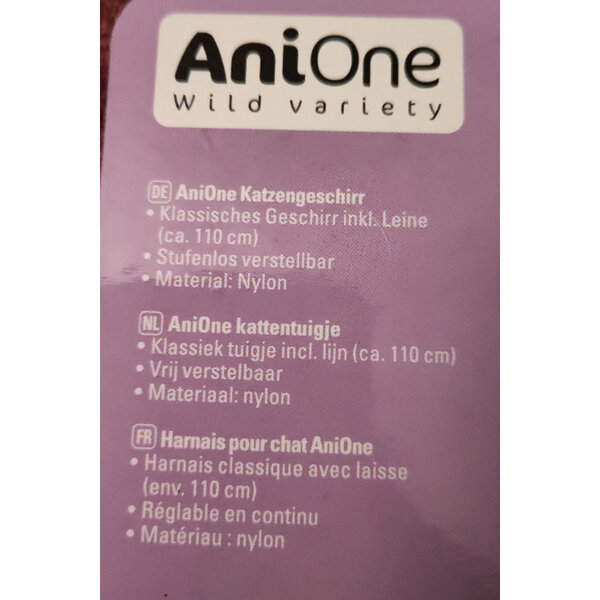 AniOne
Wild variety
DE AniOne Katzengeschirr
• Klassisches Geschirr inkl. Leine
(ca. 110 cm)
• Stufenlos verstellbar
• Material: Nylon
NL AniOne kattentuigje
• Klassiek tuigje incl. lijn (ca. 110 cm)
• Vrij verstelbaar
• Materiaal: nylon
FR Harnais pour chat AniOne
• Harnais classique avec laisse
(env. 110 cm)
• Réglable en continu
• Matériau : nylon